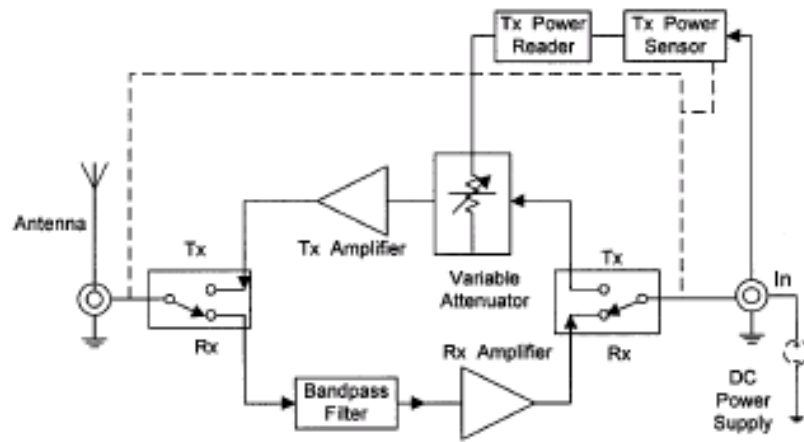 Tx Power
Reader
Tx Power
Sensor
Antenna
Tx
Tx Amplifier
Variable
Attenuator
Tx
In
Rx
Rx Amplifier
Rx
Bandpass
Filter
DC
Power
Supply